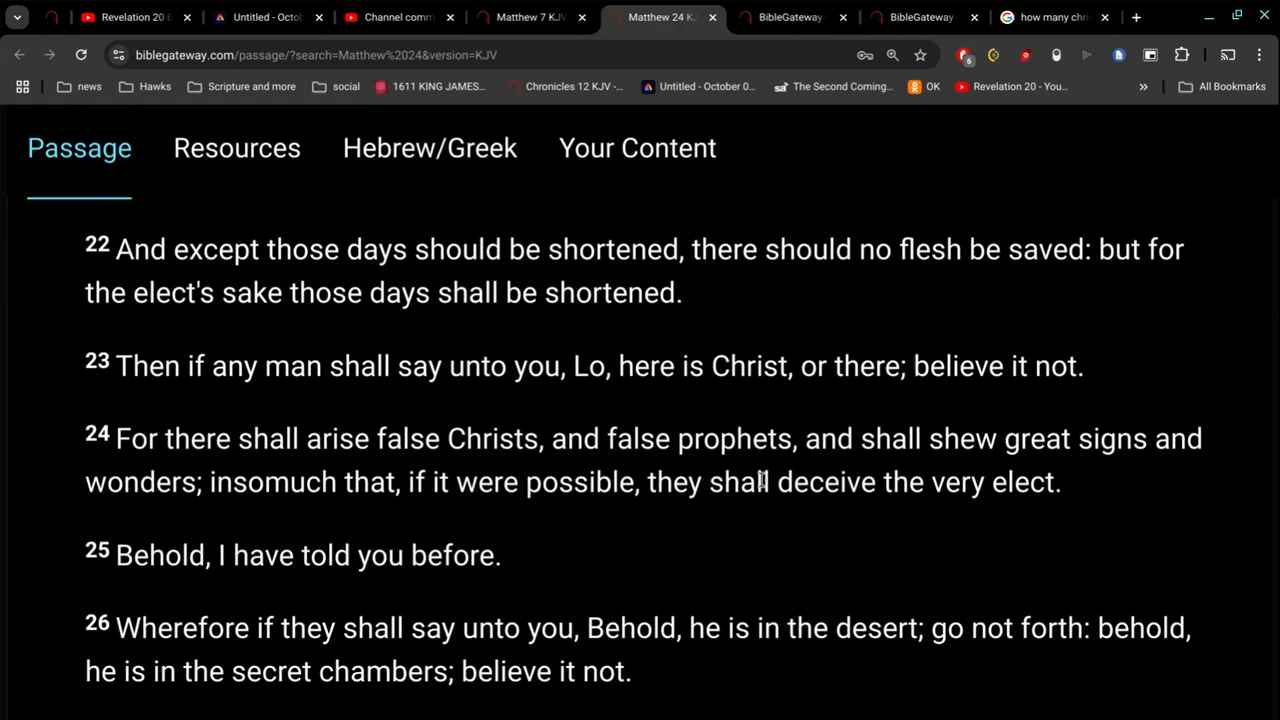 Revelation 20 E
Untitled - Octob
Channel comm
Matthew 7 KJV
Matthew 24 KJ
BibleGateway -
BibleGateway -
how many chri
biblegateway.com/passage/?search=Matthew%2024&version=KJV
6
news
Hawks
Scripture and more
social
1611 KING JAMES...
Chronicles 12 KJV -...
Untitled - October 0...
sa The Second Coming...
OK
Revelation 20 - You...
»
All Bookmarks
Passage Resources Hebrew/Greek Your Content
22 And except those days should be shortened, there should no flesh be saved: but for
the elect's sake those days shall be shortened.
23 Then if any man shall say unto you, Lo, here is Christ, or there; believe it not.
24 For there shall arise false Christs, and false prophets, and shall shew great signs and
wonders; insomuch that, if it were possible, they shall deceive the very elect.
25 Behold, I have told you before.
26 Wherefore if they shall say unto you, Behold, he is in the desert; go not forth: behold,
he is in the secret chambers; believe it not.